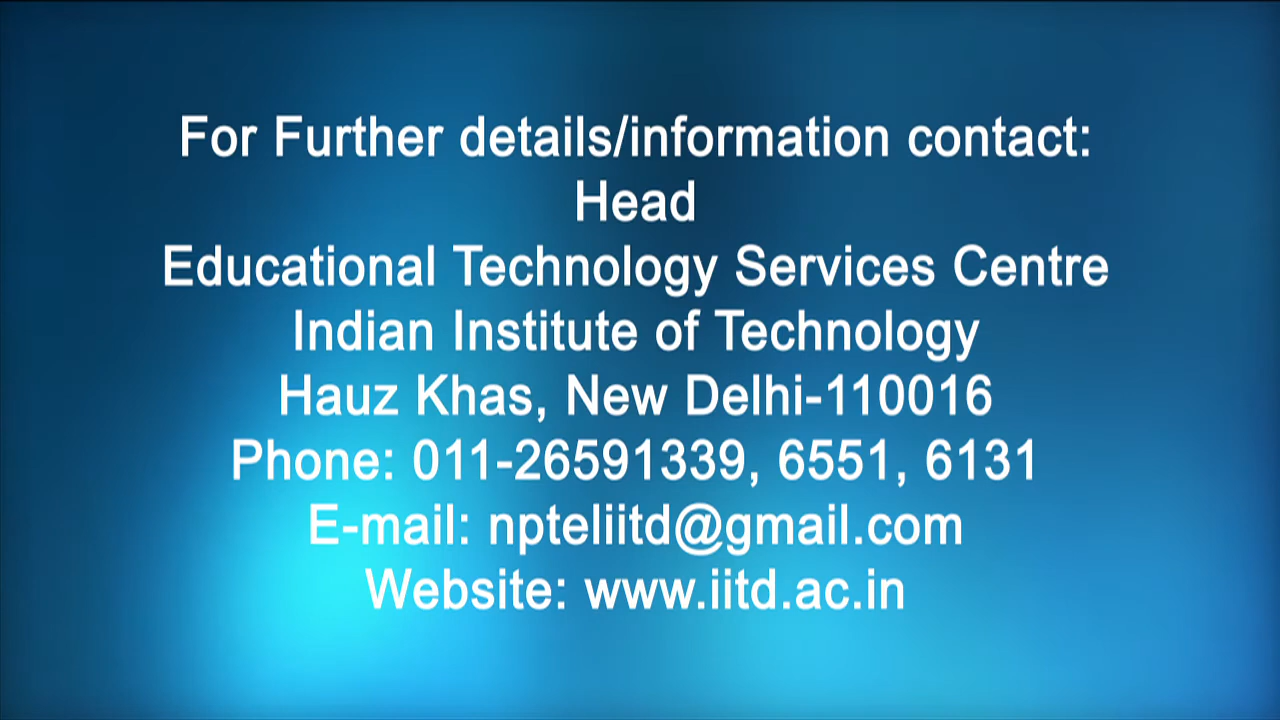 For Further details/information contact:
Head
Educational Technology Services Centre
Indian Institute of Technology
Hauz Khas, New Delhi-110016
Phone: 011-26591339, 6551, 6131
E-mail: npteliitd@gmail.com
Website: www.iitd.ac.in